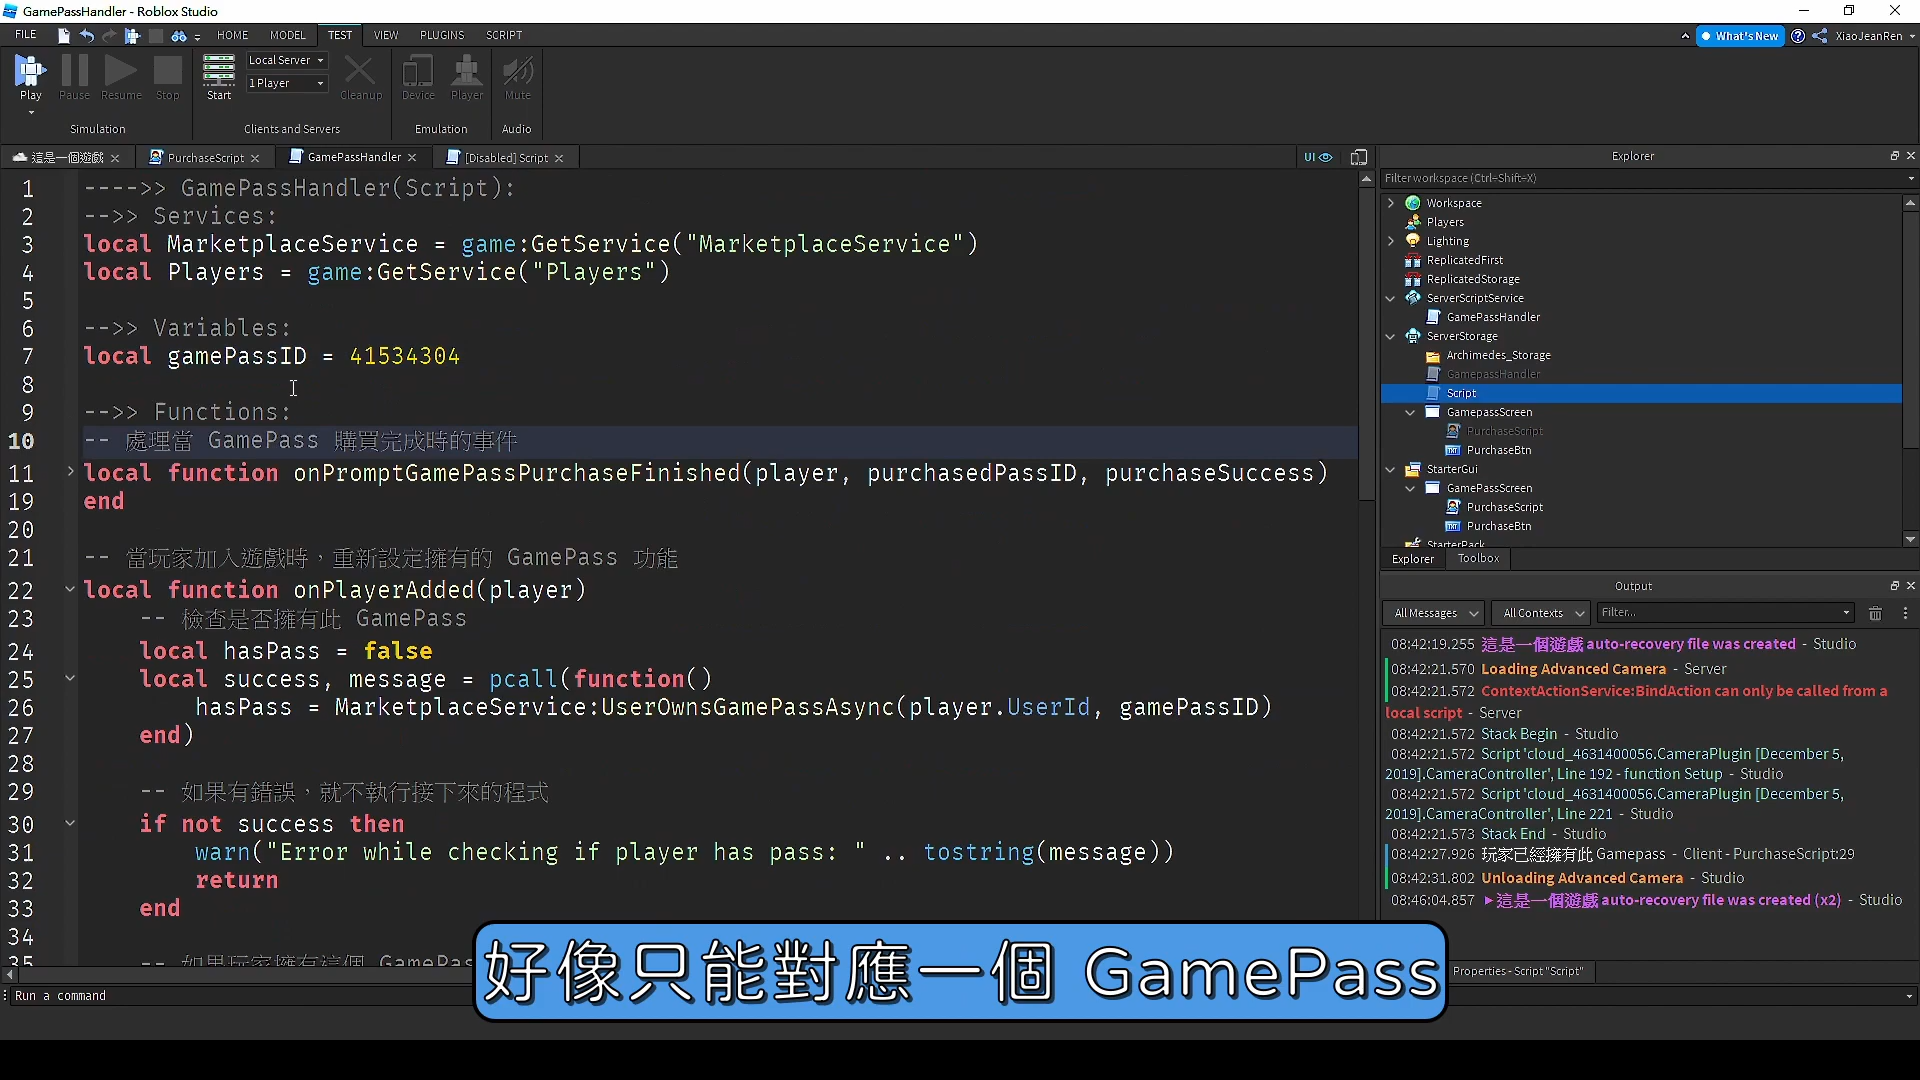 GamePassHandler - Roblox Studio
FILE
HOME
MODEL
TEST
VIEW
PLUGINS
SCRIPT
What's New
XiaoJeanRen
Play
Pause
Resume
Stop
Simulation
Start
Local Server
1 Player
Cleanup
Clients and Servers
Device
Player
Emulation
Mute
Audio
這是一個遊戲
PurchaseScript
GamePassHandler
[Disabled] Script
UI
1 ---->> GamePassHandler(Script):
2 -->> Services:
3 local MarketplaceService = game:GetService("MarketplaceService")
4 local Players = game:GetService("Players")
5
6 -->> Variables:
7 local gamePassID = 41534304
8
9 -->> Functions:
10 -- 處理當 GamePass 購買完成時的事件
11 local function onPromptGamePassPurchaseFinished(player, purchasedPassID, purchaseSuccess)
19 end
20
21 -- 當玩家加入遊戲時，重新設定擁有的 GamePass 功能
22 local function onPlayerAdded(player)
23 -- 檢查是否擁有此 GamePass
24 local hasPass = false
25 local success, message = pcall(function()
26 hasPass = MarketplaceService:UserOwnsGamePassAsync(player.UserId, gamePassID)
27 end)
28
29 -- 如果有錯誤，就不執行接下來的程式
30 if not success then
31 warn("Error while checking if player has pass: " .. tostring(message))
32 return
33 end
34
35 -- 如果玩家擁有這個 GamePass
好像只能對應一個 GamePass
Run a command
Explorer
Filter workspace (Ctrl+Shift+X)
Workspace
Players
Lighting
ReplicatedFirst
ReplicatedStorage
ServerScriptService
GamePassHandler
ServerStorage
Archimedes_Storage
GamepassHandler
Script
GamepassScreen
PurchaseScript
PurchaseBtn
StarterGui
GamePassScreen
PurchaseScript
PurchaseBtn
StarterPack
Explorer
Toolbox
Output
All Messages
All Contexts
Filter...
08:42:19.255 這是一個遊戲 auto-recovery file was created - Studio
08:42:21.570 Loading Advanced Camera - Server
08:42:21.572 ContextActionService:BindAction can only be called from a
local script - Server
08:42:21.572 Stack Begin - Studio
08:42:21.572 Script 'cloud_4631400056.CameraPlugin [December 5,
2019].CameraController', Line 192 - function Setup - Studio
08:42:21.572 Script 'cloud_4631400056.CameraPlugin [December 5,
2019].CameraController', Line 221 - Studio
08:42:21.573 Stack End - Studio
08:42:27.926 玩家已經擁有此 Gamepass - Client - PurchaseScript:29
08:42:31.802 Unloading Advanced Camera - Studio
08:46:04.857 ▶這是一個遊戲 auto-recovery file was created (x2) - Studio
Properties - Script "Script"